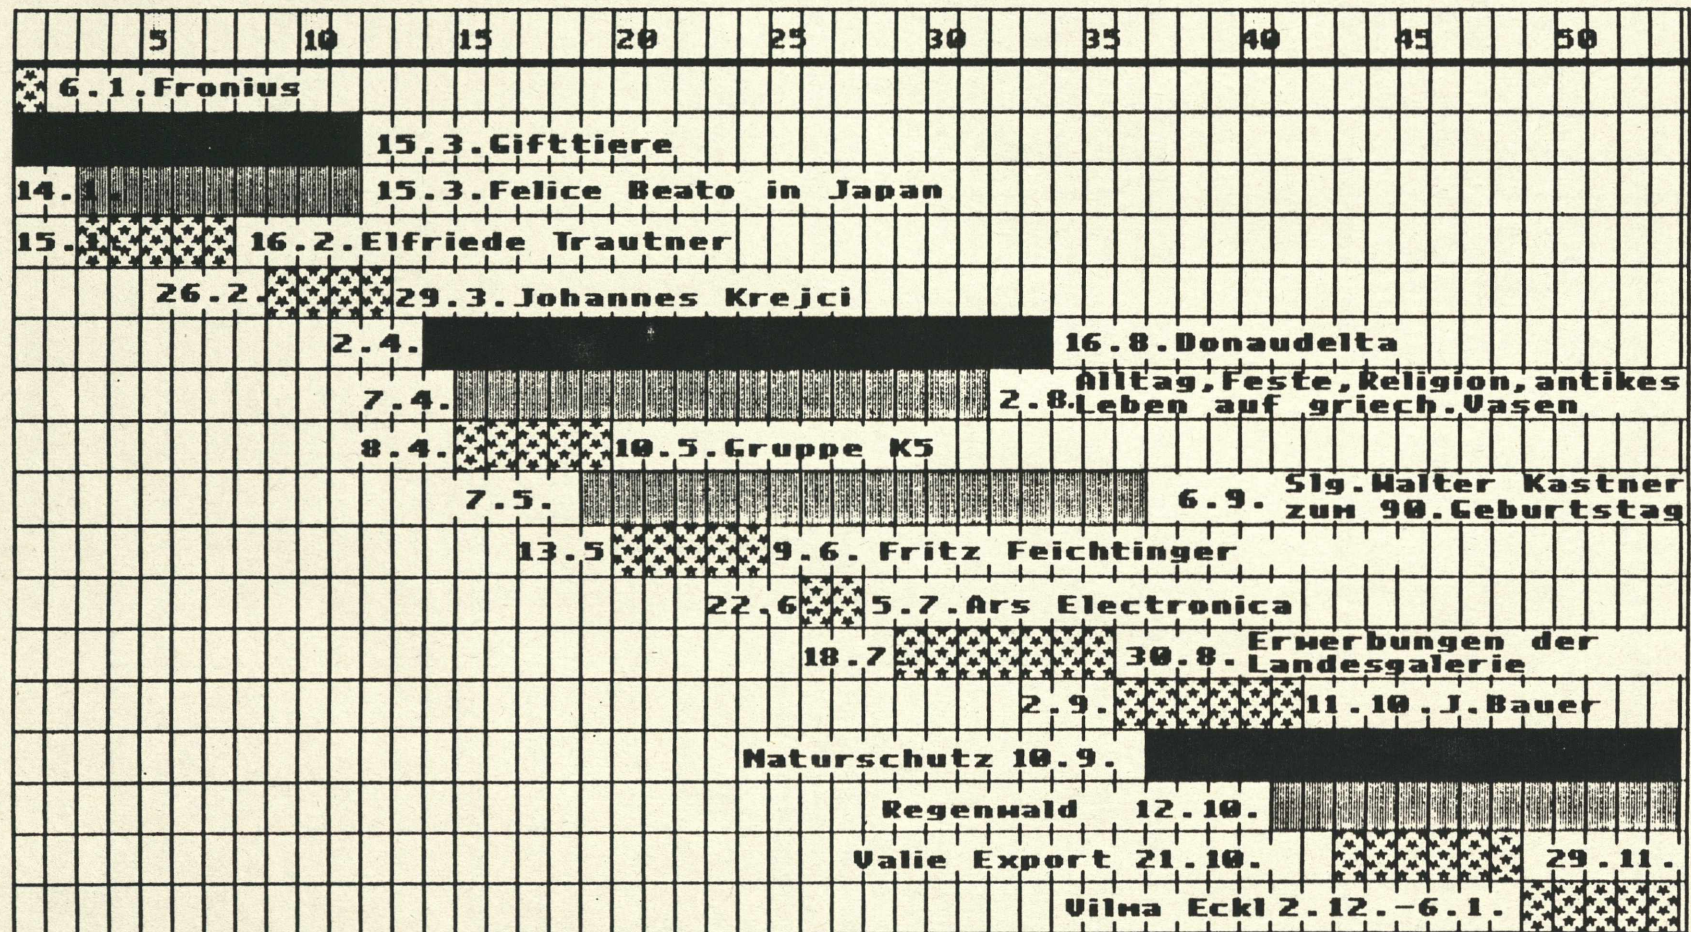 5 10 15 20 25 30 35 40 45 50
6.1.Fronius
15.3.Gifttiere
14.1. 15.3.Felice Beato in Japan
15.1. 16.2.Elfriede Trautner
26.2. 29.3.Johannes Krejci
2.4. 16.8.Donaudelta
7.4. 2.8. Alltag,Feste,Religion,antikes
Leben auf griech.Vasen
8.4. 10.5.Gruppe K5
7.5. 6.9. Slg.Walter Kastner
zum 90.Geburtstag
13.5 9.6. Fritz Feichtinger
22.6 5.7.Ars Electronica
18.7 30.8. Erwerbungen der
Landesgalerie
2.9. 11.10.J.Bauer
Naturschutz 10.9.
Regenwald 12.10.
Valie Export 21.10. 29.11.
Vilma Eckl 2.12.-6.1.